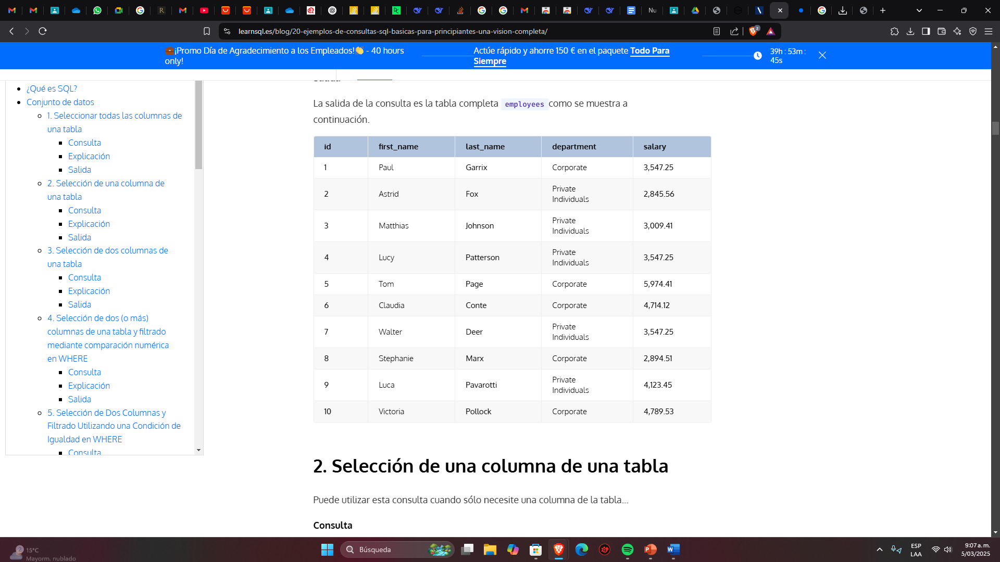 Nu
learnsql.es/blog/20-ejemplos-de-consultas-sql-basicas-para-principiantes-una-vision-completa/
2
💼¡Promo Día de Agradecimiento a los Empleados!👏 - 40 hours
only!
Actúe rápido y ahorre 150 € en el paquete Todo Para
Siempre
39h : 53m :
45s
¿Qué es SQL?
Conjunto de datos
1. Seleccionar todas las columnas de
una tabla
Consulta
Explicación
Salida
2. Selección de una columna de
una tabla
Consulta
Explicación
Salida
3. Selección de dos columnas de
una tabla
Consulta
Explicación
Salida
4. Selección de dos (o más)
columnas de una tabla y filtrado
mediante comparación numérica
en WHERE
Consulta
Explicación
Salida
5. Selección de Dos Columnas y
Filtrado Utilizando una Condición de
Igualdad en WHERE
Consulta
La salida de la consulta es la tabla completa employees como se muestra a
continuación.
id first_name last_name department salary
1 Paul Garrix Corporate 3,547.25
2 Astrid Fox Private Individuals 2,845.56
3 Matthias Johnson Private Individuals 3,009.41
4 Lucy Patterson Private Individuals 3,547.25
5 Tom Page Corporate 5,974.41
6 Claudia Conte Corporate 4,714.12
7 Walter Deer Private Individuals 3,547.25
8 Stephanie Marx Corporate 2,894.51
9 Luca Pavarotti Private Individuals 4,123.45
10 Victoria Pollock Corporate 4,789.53
2. Selección de una columna de una tabla
Puede utilizar esta consulta cuando sólo necesite una columna de la tabla...
Consulta
15°C
Mayorm. nublado
Búsqueda
ESP
LAA
9:07 a. m.
5/03/2025